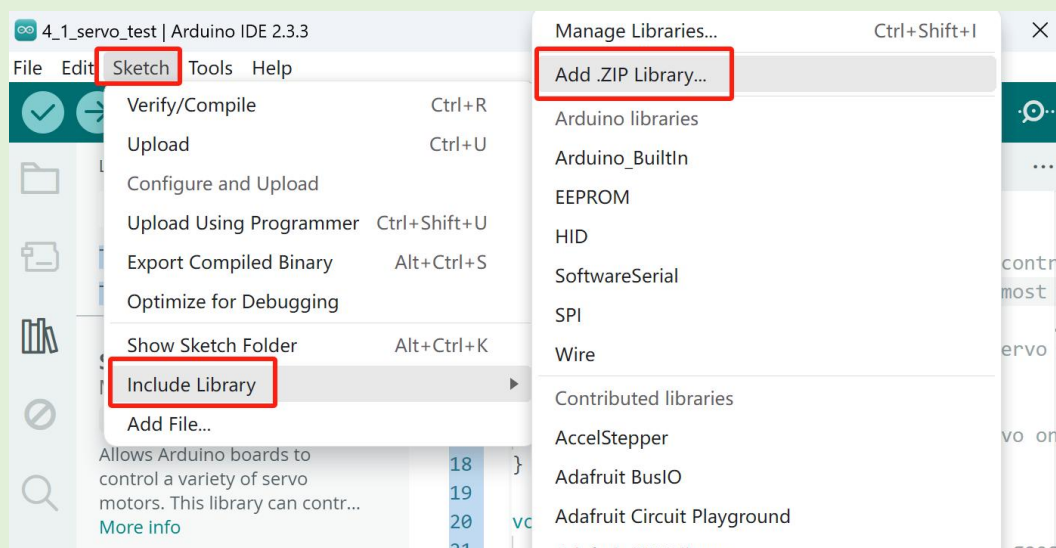 4_1_servo_test | Arduino IDE 2.3.3
File Edit Sketch Tools Help
Verify/Compile Ctrl+R
Upload Ctrl+U
Configure and Upload
Upload Using Programmer Ctrl+Shift+U
Export Compiled Binary Alt+Ctrl+S
Optimize for Debugging
Show Sketch Folder Alt+Ctrl+K
Include Library
Add File...
Manage Libraries... Ctrl+Shift+I
Add .ZIP Library...
Arduino libraries
Arduino_BuiltIn
EEPROM
HID
SoftwareSerial
SPI
Wire
Contributed libraries
AccelStepper
Adafruit BusIO
Adafruit Circuit Playground
Allows Arduino boards to
control a variety of servo
motors. This library can contr...
More info
18 }
19
20
contr
most
ervo
vo on